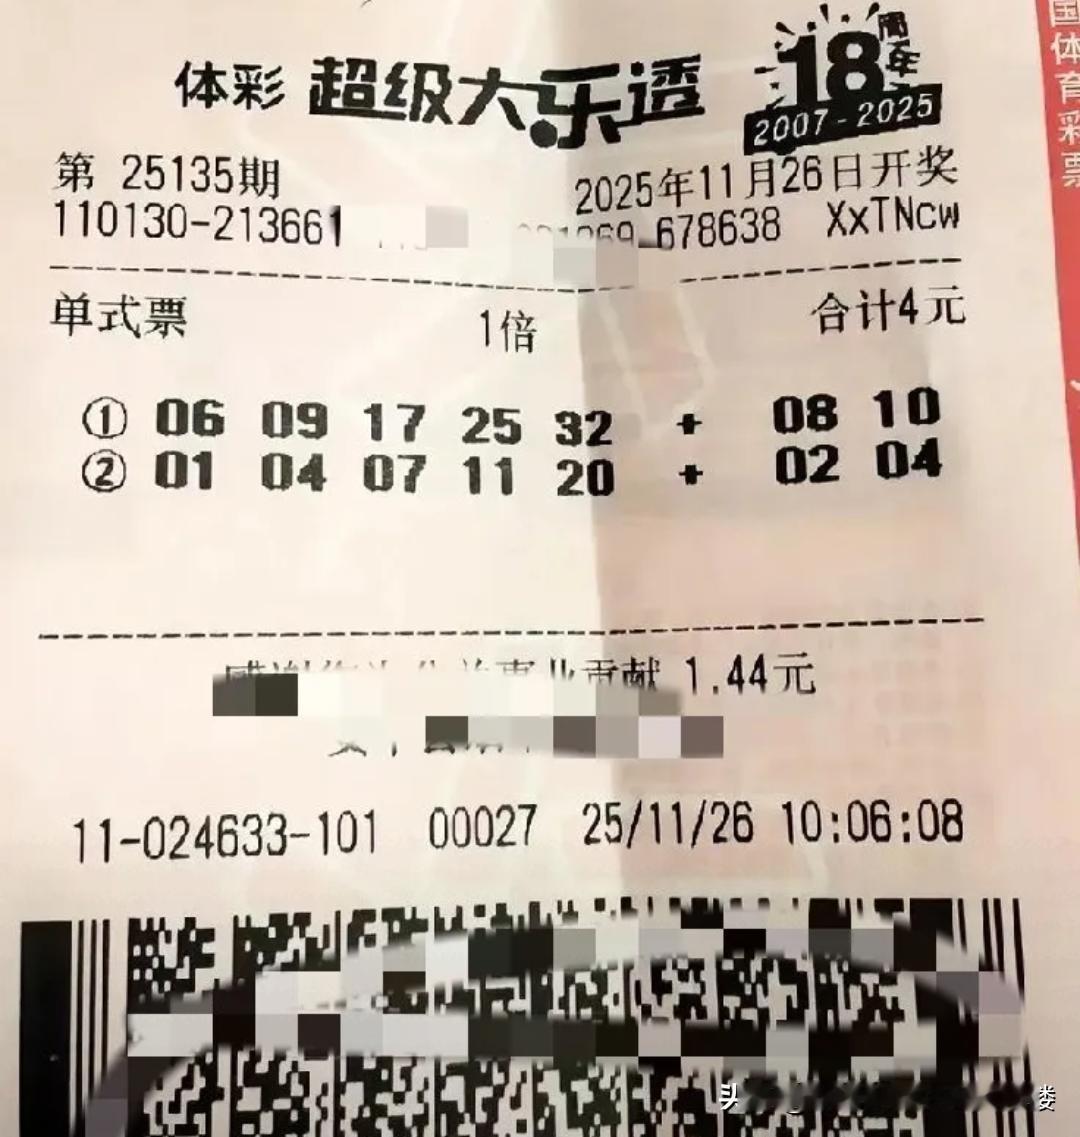 体彩 超级大乐透 18周年
2007-2025
第 25135期 2025年11月26日开奖
110130-213661 678638 XxTNcw
单式票 1倍 合计4元
① 06 09 17 25 32 + 08 10
② 01 04 07 11 20 + 02 04
贡献 1.44元
11-024633-101 00027 25/11/26 10:06:08
国体育彩票